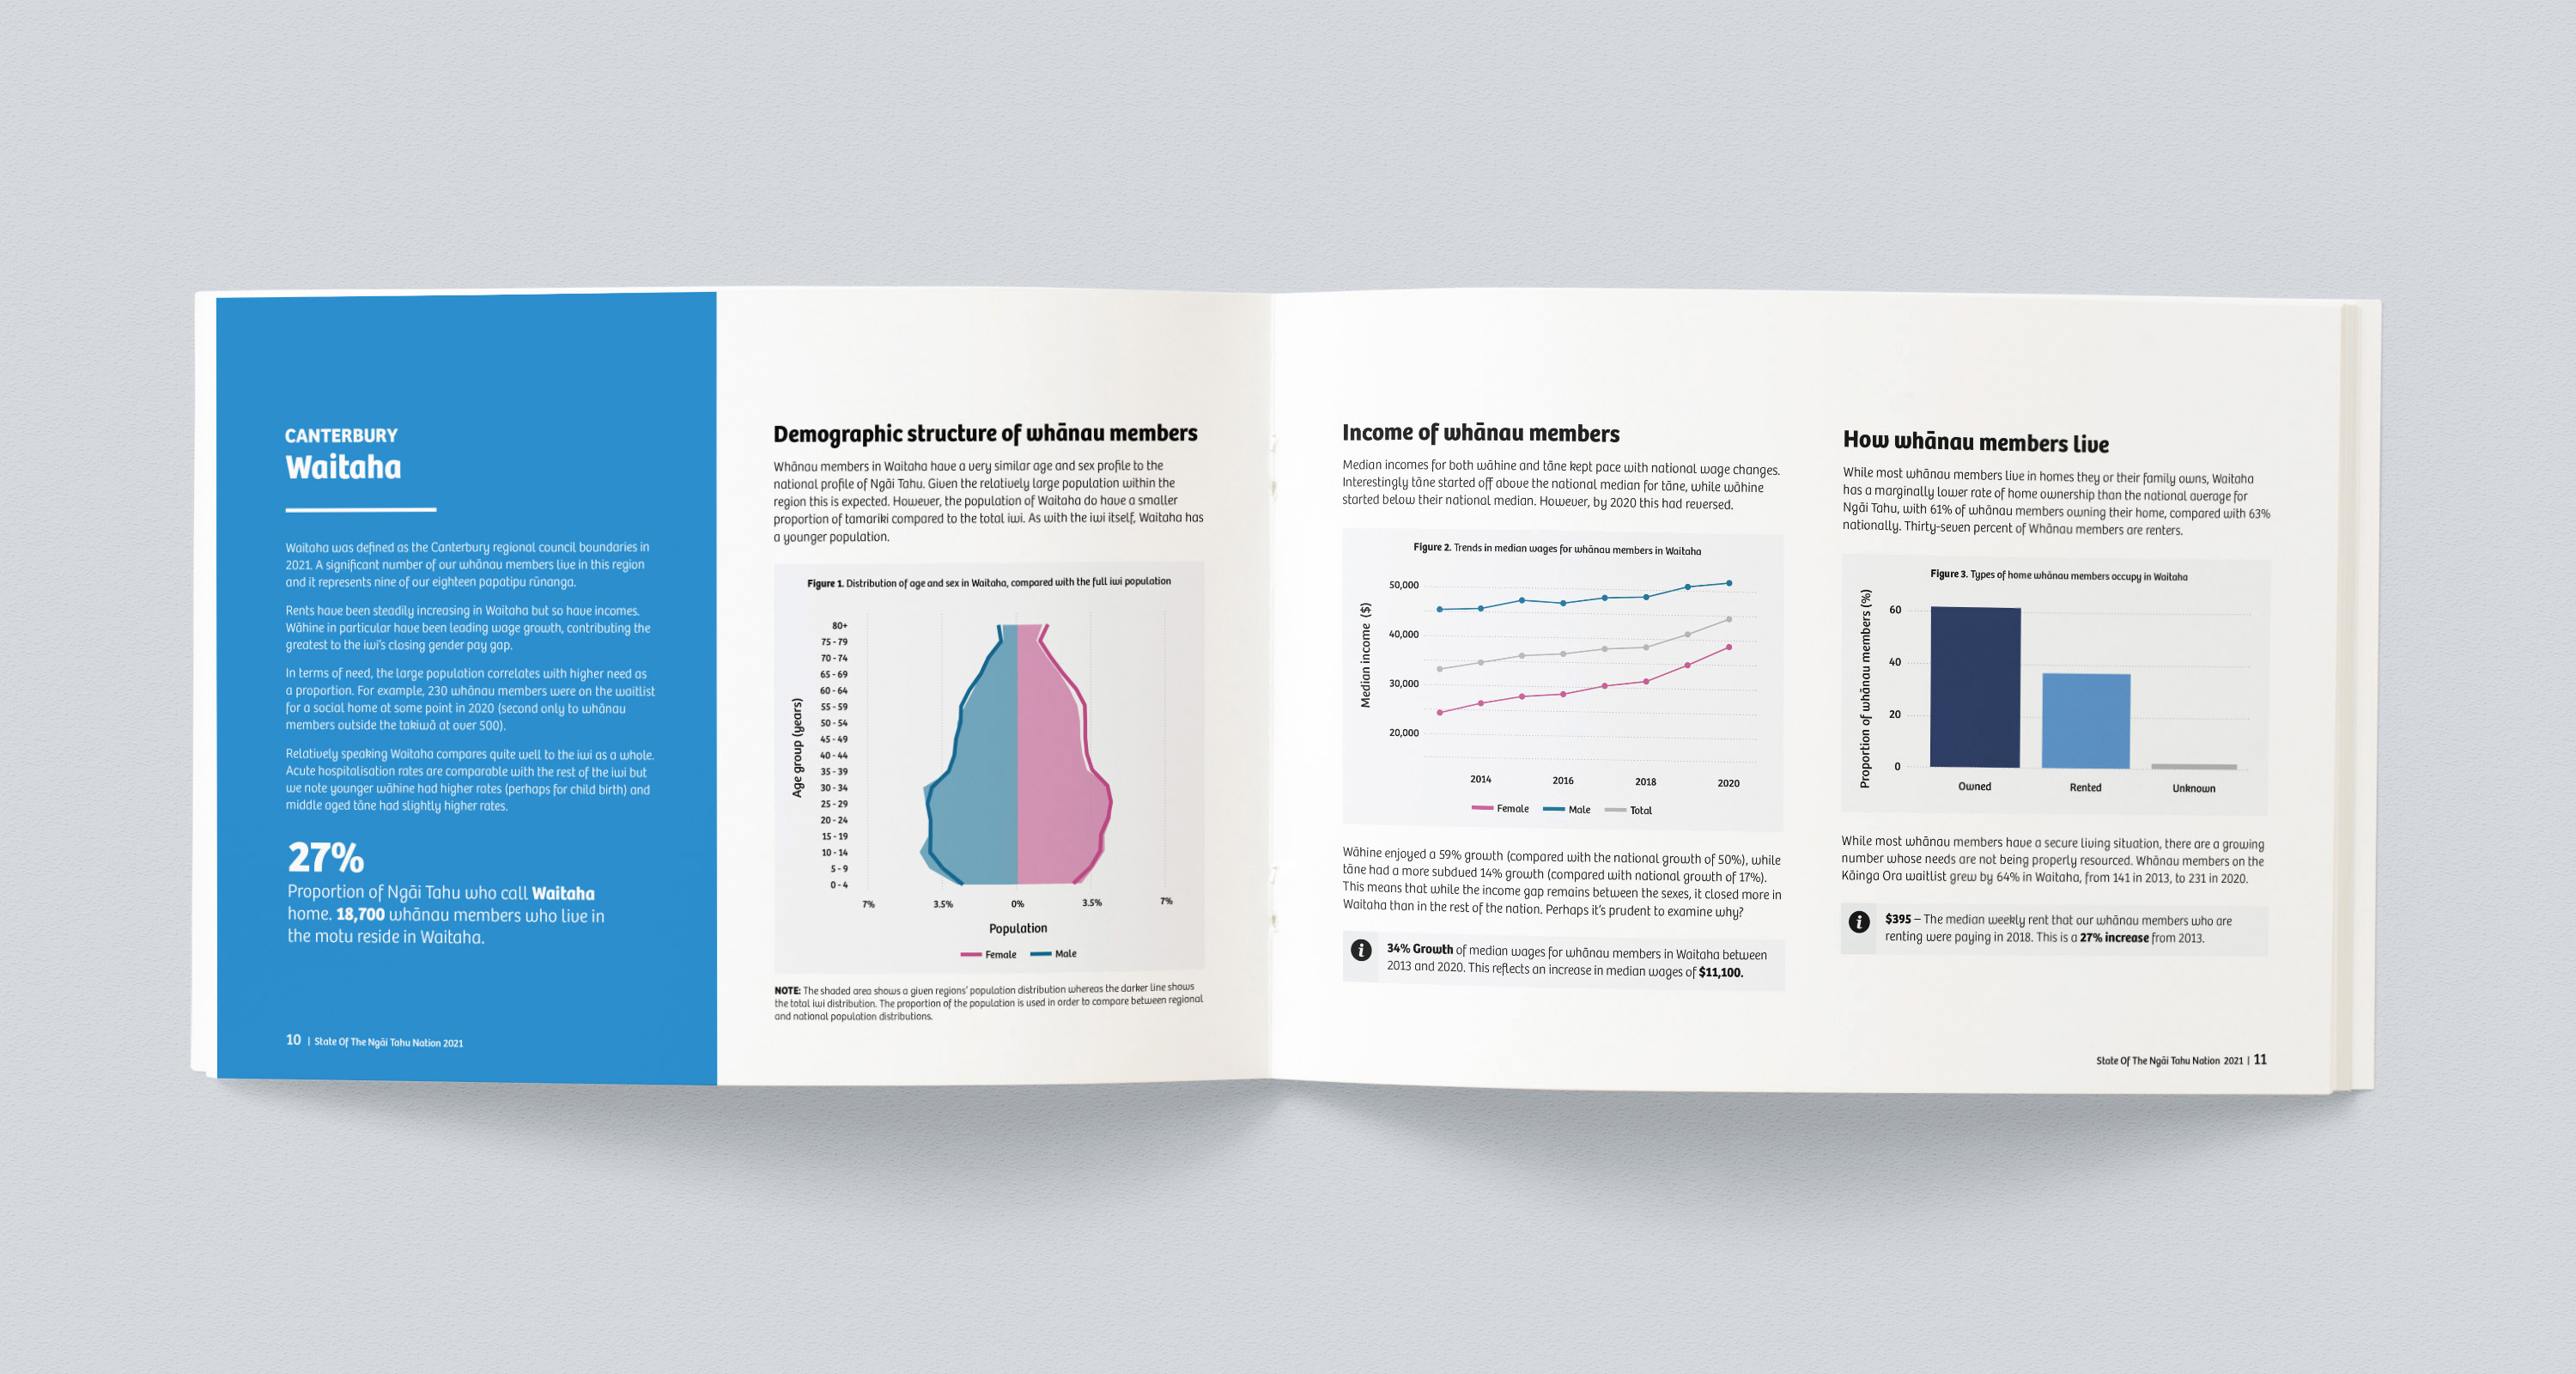 CANTERBURY
Waitaha
Waitaha was defined as the Canterbury regional council boundaries in
2021. A significant number of our whānau members live in this region
and it represents nine of our eighteen papatipu rūnanga.
Rents have been steadily increasing in Waitaha but so have incomes.
Wāhine in particular have been leading wage growth, contributing the
greatest to the iwi's closing gender pay gap.
In terms of need, the large population correlates with higher need as
a proportion. For example, 230 whānau members were on the waitlist
for a social home at some point in 2020 (second only to whānau
members outside the takiwā at over 500).
Relatively speaking Waitaha compares quite well to the iwi as a whole.
Acute hospitalisation rates are comparable with the rest of the iwi but
we note younger wāhine had higher rates (perhaps for child birth) and
middle aged tāne had slightly higher rates.
27%
Proportion of Ngāi Tahu who call Waitaha
home. 18,700 whānau members who live in
the motu reside in Waitaha.
10 | State Of The Ngāi Tahu Nation 2021
Demographic structure of whānau members
Whānau members in Waitaha have a very similar age and sex profile to the
national profile of Ngāi Tahu. Given the relatively large population within the
region this is expected. However, the population of Waitaha do have a smaller
proportion of tamariki compared to the total iwi. As with the iwi itself, Waitaha has
a younger population.
Figure 1. Distribution of age and sex in Waitaha, compared with the full iwi population
Age group (years)
80+
75 - 79
70 - 74
65 - 69
60 - 64
55 - 59
50 - 54
45 - 49
40 - 44
35 - 39
30 - 34
25 - 29
20 - 24
15 - 19
10 - 14
5 - 9
0 - 4
7% 3.5% 0% 3.5% 7%
Population
Female Male
NOTE: The shaded area shows a given regions' population distribution whereas the darker line shows
the total iwi distribution. The proportion of the population is used in order to compare between regional
and national population distributions.
Income of whānau members
Median incomes for both wāhine and tāne kept pace with national wage changes.
Interestingly tāne started off above the national median for tāne, while wāhine
started below their national median. However, by 2020 this had reversed.
Figure 2. Trends in median wages for whānau members in Waitaha
Median income ($)
50,000
40,000
30,000
20,000
2014 2016 2018 2020
Female Male Total
Wāhine enjoyed a 59% growth (compared with the national growth of 50%), while
tāne had a more subdued 14% growth (compared with national growth of 17%).
This means that while the income gap remains between the sexes, it closed more in
Waitaha than in the rest of the nation. Perhaps it's prudent to examine why?
i
34% Growth of median wages for whānau members in Waitaha between
2013 and 2020. This reflects an increase in median wages of $11,100.
How whānau members live
While most whānau members live in homes they or their family owns, Waitaha
has a marginally lower rate of home ownership than the national average for
Ngāi Tahu, with 61% of whānau members owning their home, compared with 63%
nationally. Thirty-seven percent of Whānau members are renters.
Figure 3. Types of home whānau members occupy in Waitaha
Proportion of whānau members (%)
60
40
20
0
Owned Rented Unknown
While most whānau members have a secure living situation, there are a growing
number whose needs are not being properly resourced. Whānau members on the
Kāinga Ora waitlist grew by 64% in Waitaha, from 141 in 2013, to 231 in 2020.
i
$395 – The median weekly rent that our whānau members who are
renting were paying in 2018. This is a 27% increase from 2013.
State Of The Ngāi Tahu Nation 2021 | 11